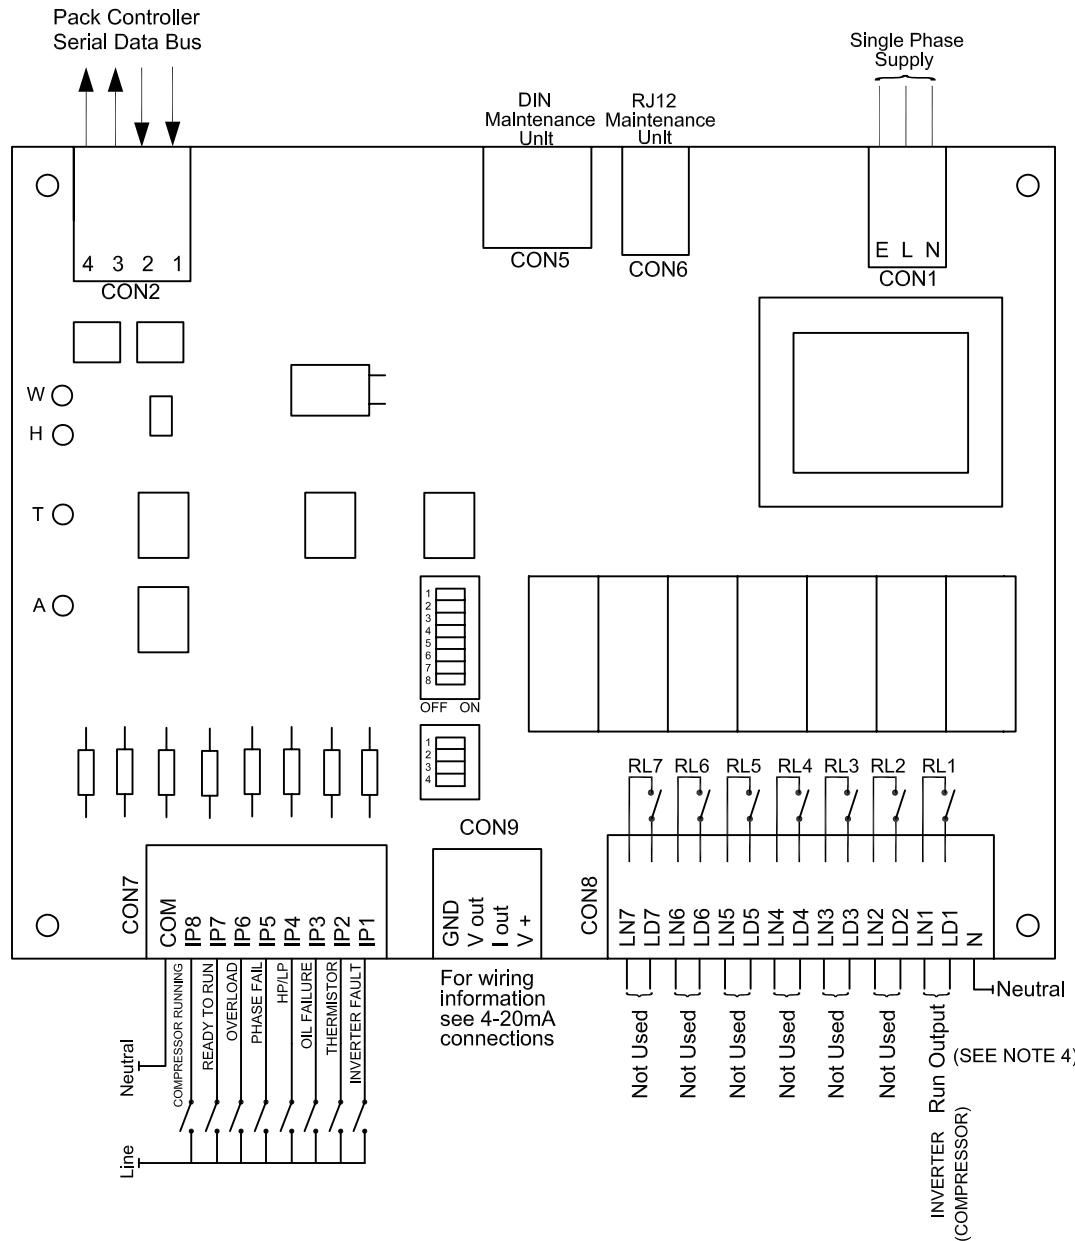 Pack Controller
Serial Data Bus
Single Phase
Supply
DIN
Maintenance
Unit
RJ12
Maintenance
Unit
4 3 2 1
CON2
CON5
CON6
E L N
CON1
W
H
T
A
1
2
3
4
5
6
7
8
OFF ON
1
2
3
4
RL7 RL6 RL5 RL4 RL3 RL2 RL1
CON9
CON7
COM
IP8
IP7
IP6
IP5
IP4
IP3
IP2
IP1
GND
V out
I out
V +
CON8
LN7
LD7
LN6
LD6
LN5
LD5
LN4
LD4
LN3
LD3
LN2
LD2
LN1
LD1
N
COMPRESSOR RUNNING
READY TO RUN
OVERLOAD
PHASE FAIL
HP/LP
OIL FAILURE
THERMISTOR
INVERTER FAULT
For wiring
information
see 4-20mA
connections
Neutral
Line
Not Used
Not Used
Not Used
Not Used
Not Used
Not Used
INVERTER Run Output
(COMPRESSOR)
Neutral
(SEE NOTE 4)